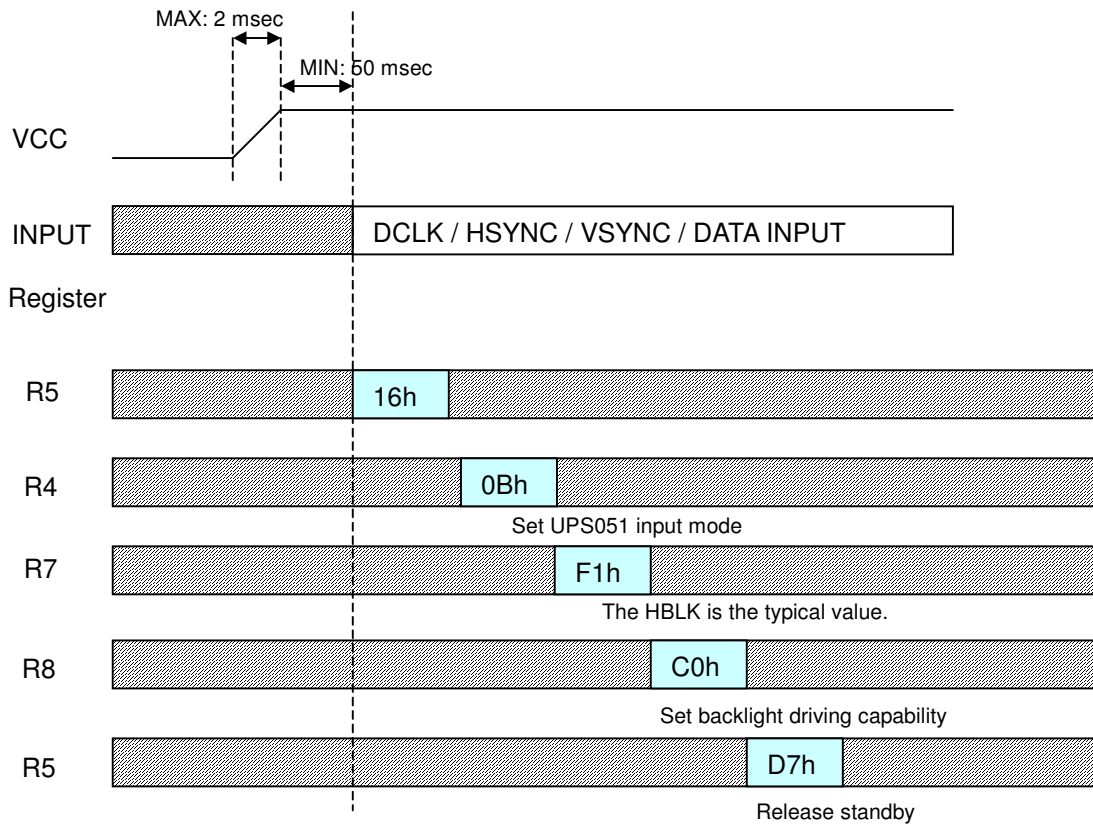 MAX: 2 msec
MIN: 50 msec
VCC
INPUT
DCLK / HSYNC / VSYNC / DATA INPUT
Register
R5
16h
R4
0Bh
Set UPS051 input mode
R7
F1h
The HBLK is the typical value.
R8
C0h
Set backlight driving capability
R5
D7h
Release standby